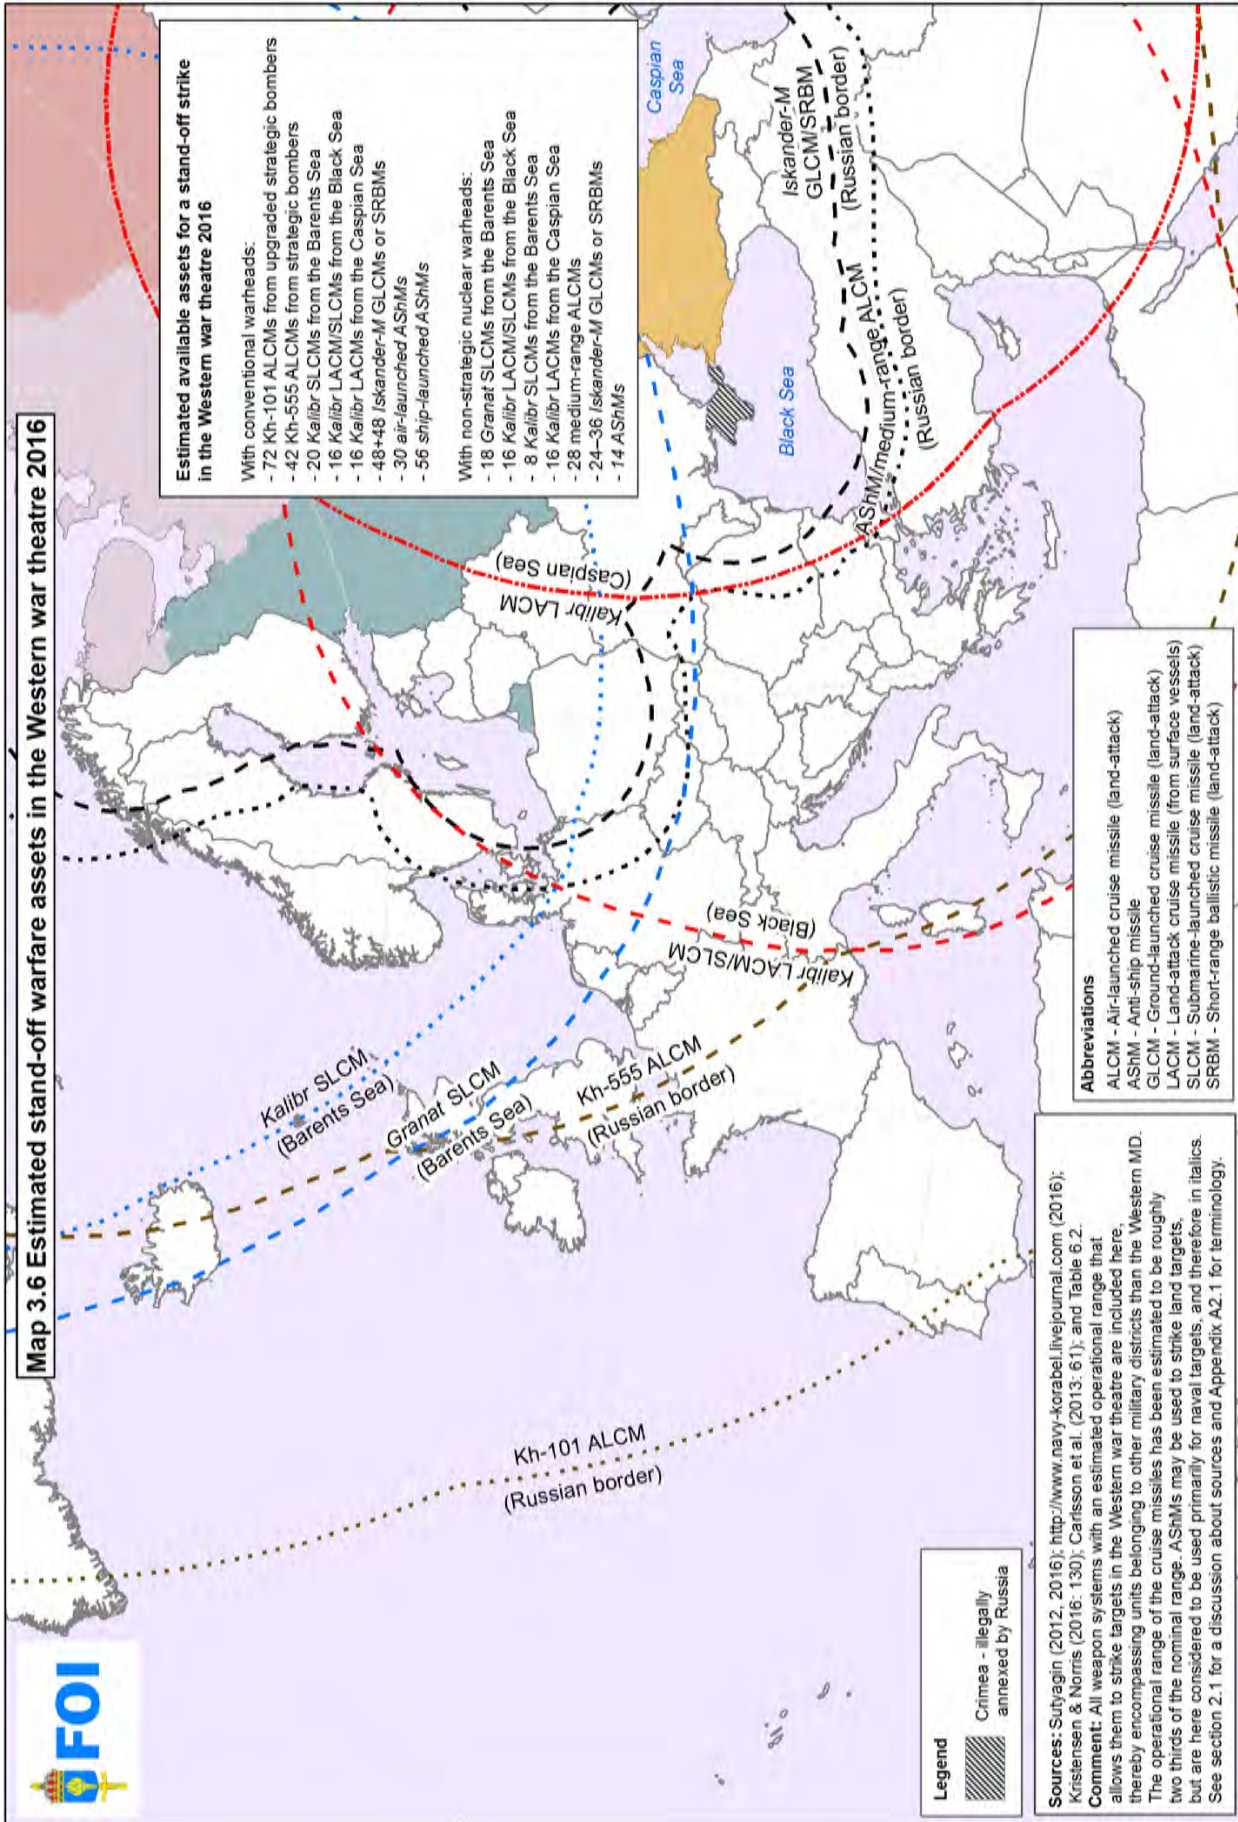 Map 3.6 Estimated stand-off warfare assets in the Western war theatre 2016
FOI
Estimated available assets for a stand-off strike
in the Western war theatre 2016
With conventional warheads:
- 72 Kh-101 ALCMs from upgraded strategic bombers
- 42 Kh-555 ALCMs from strategic bombers
- 20 Kalibr SLCMs from the Barents Sea
- 16 Kalibr LACM/SLCMs from the Black Sea
- 16 Kalibr LACMs from the Caspian Sea
- 48+48 Iskander-M GLCMs or SRBMs
- 30 air-launched AShMs
- 56 ship-launched AShMs
With non-strategic nuclear warheads:
- 18 Granat SLCMs from the Barents Sea
- 16 Kalibr LACM/SLCMs from the Black Sea
- 8 Kalibr SLCMs from the Barents Sea
- 16 Kalibr LACMs from the Caspian Sea
- 28 medium-range ALCMs
- 24–36 Iskander-M GLCMs or SRBMs
- 14 AShMs
Kalibr SLCM
(Barents Sea)
Granat SLCM
(Barents Sea)
Kh-555 ALCM
(Russian border)
Kh-101 ALCM
(Russian border)
Kalibr LACM
(Caspian Sea)
Kalibr LACM/SLCM
(Black Sea)
Caspian
Sea
Black Sea
Iskander-M
GLCM/SRBM
(Russian border)
AShM/medium-range ALCM
(Russian border)
Legend
Crimea - illegally
annexed by Russia
Sources: Sutyagin (2012, 2016); http://www.navy-korabel.livejournal.com (2016);
Kristensen & Norris (2016: 130); Carlsson et al. (2013: 61); and Table 6.2.
Comment: All weapon systems with an estimated operational range that
allows them to strike targets in the Western war theatre are included here,
thereby encompassing units belonging to other military districts than the Western MD.
The operational range of the cruise missiles has been estimated to be roughly
two thirds of the nominal range. AShMs may be used to strike land targets,
but are here considered to be used primarily for naval targets, and therefore in italics.
See section 2.1 for a discussion about sources and Appendix A2.1 for terminology.
Abbreviations
ALCM - Air-launched cruise missile (land-attack)
AShM - Anti-ship missile
GLCM - Ground-launched cruise missile (land-attack)
LACM - Land-attack cruise missile (from surface vessels)
SLCM - Submarine-launched cruise missile (land-attack)
SRBM - Short-range ballistic missile (land-attack)